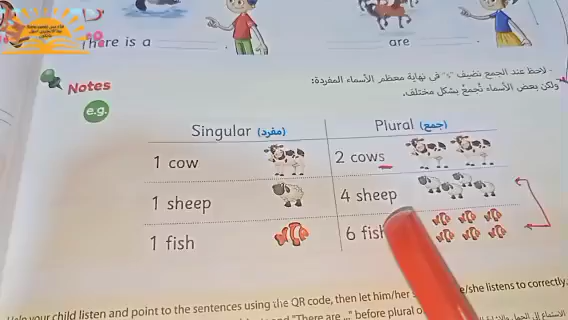 There is a
are
Notes
- لاحظ عند الجمع نضيف "s" في نهاية معظم الأسماء المفردة:
ولكن بعض الأسماء تُجمع بشكل مختلف.
e.g.
Singular (مفرد) Plural (جمع)
1 cow 2 cows
1 sheep 4 sheep
1 fish 6 fish
your child listen and point to the sentences using the QR code, then let him/her e/she listens to correctly.
"There are ..." before plural